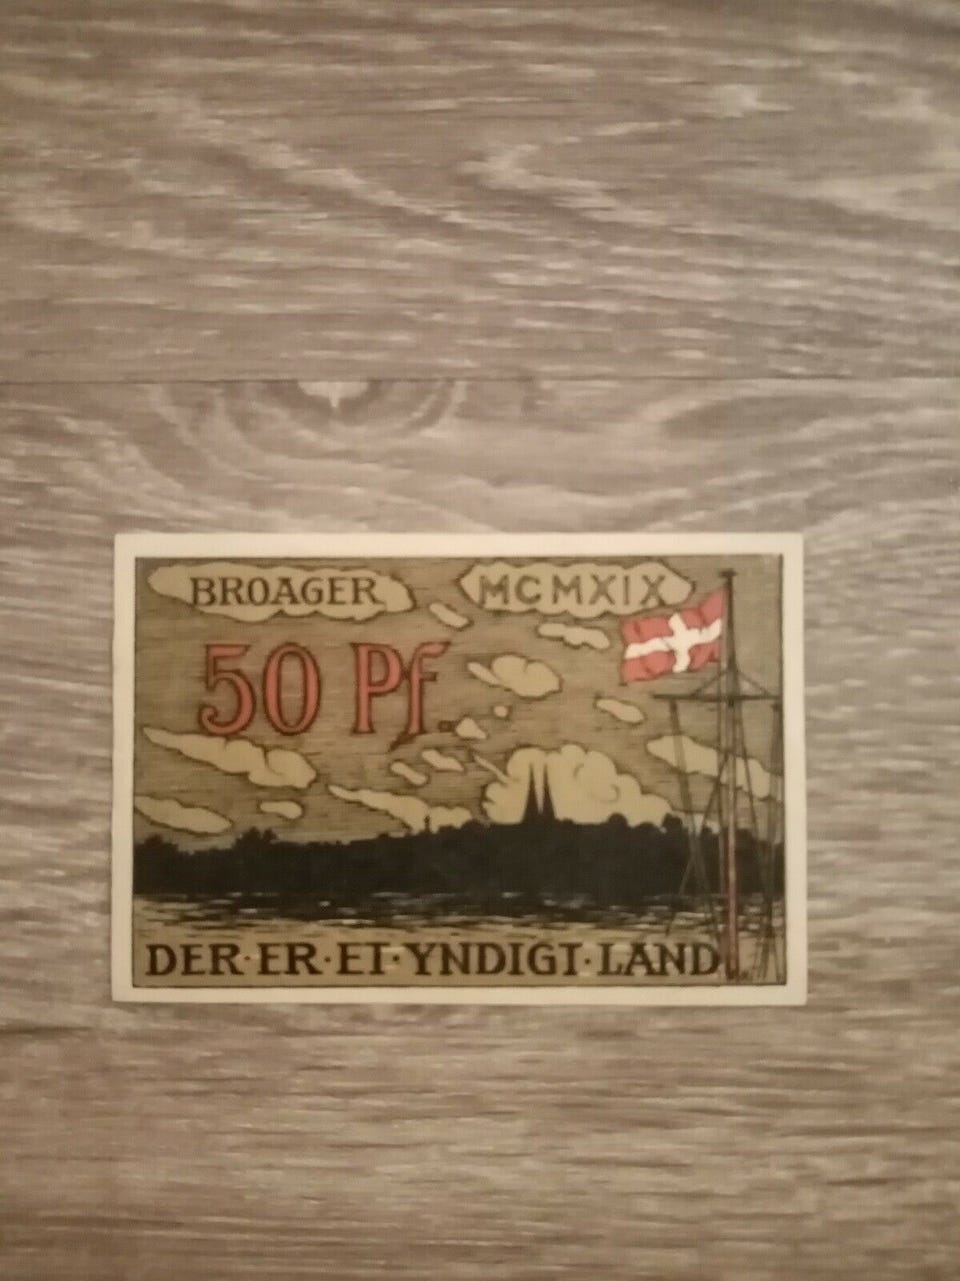 BROAGER MCMXIX
50 Pf.
DER·ER·ET·YNDIGT·LAND